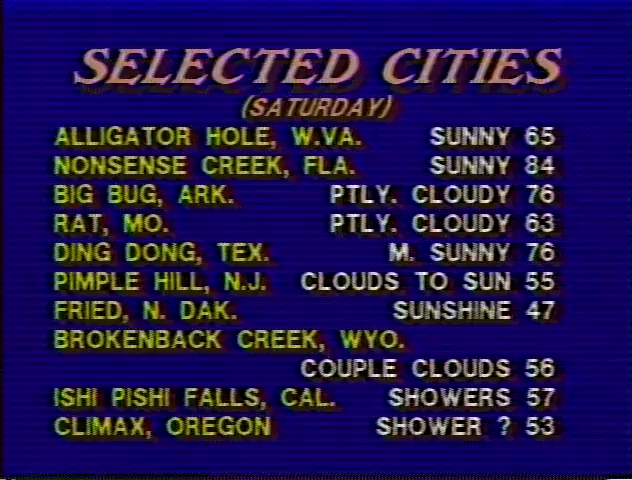 SELECTED CITIES
(SATURDAY)
ALLIGATOR HOLE, W.VA. SUNNY 65
NONSENSE CREEK, FLA. SUNNY 84
BIG BUG, ARK. PTLY. CLOUDY 76
RAT, MO. PTLY. CLOUDY 63
DING DONG, TEX. M. SUNNY 76
PIMPLE HILL, N.J. CLOUDS TO SUN 55
FRIED, N. DAK. SUNSHINE 47
BROKENBACK CREEK, WYO.
COUPLE CLOUDS 56
ISHI PISHI FALLS, CAL. SHOWERS 57
CLIMAX, OREGON SHOWER ? 53